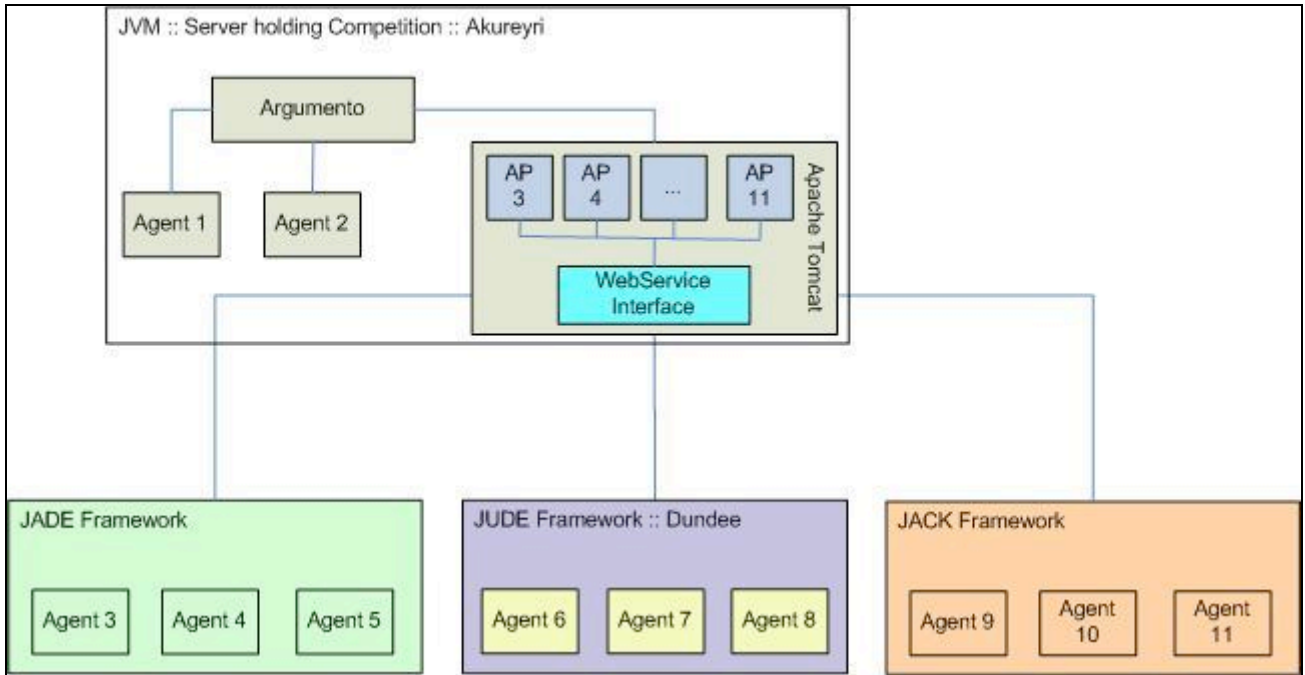 JVM :: Server holding Competition :: Akureyri
Argumento
Agent 1
Agent 2
AP
3
AP
4
...
AP
11
Apache Tomcat
WebService
Interface
JADE Framework
Agent 3
Agent 4
Agent 5
JUDE Framework :: Dundee
Agent 6
Agent 7
Agent 8
JACK Framework
Agent 9
Agent
10
Agent
11